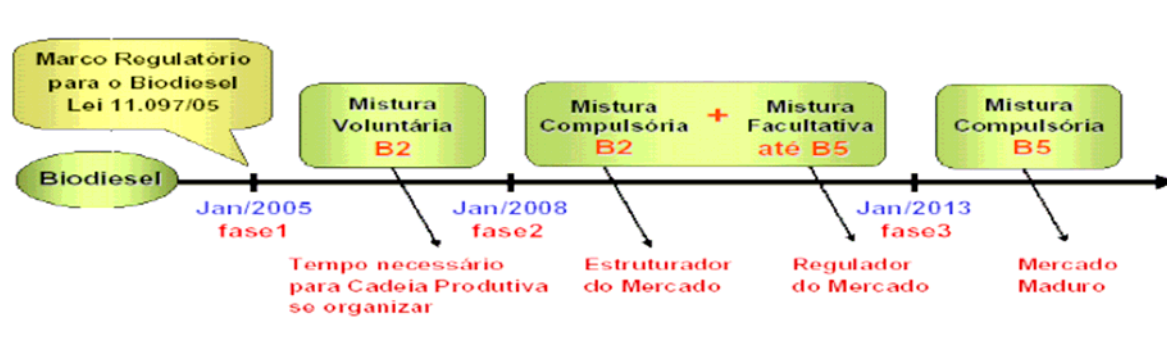 Marco Regulatório
para o Biodiesel
Lei 11.097/05
Biodiesel
Mistura
Voluntária
B2
Mistura
Compulsória
B2
+
Mistura
Facultativa
até B5
Mistura
Compulsória
B5
Jan/2005
fase1
Jan/2008
fase2
Jan/2013
fase3
Tempo necessário
para Cadeia Produtiva
se organizar
Estruturador
do Mercado
Regulador
do Mercado
Mercado
Maduro